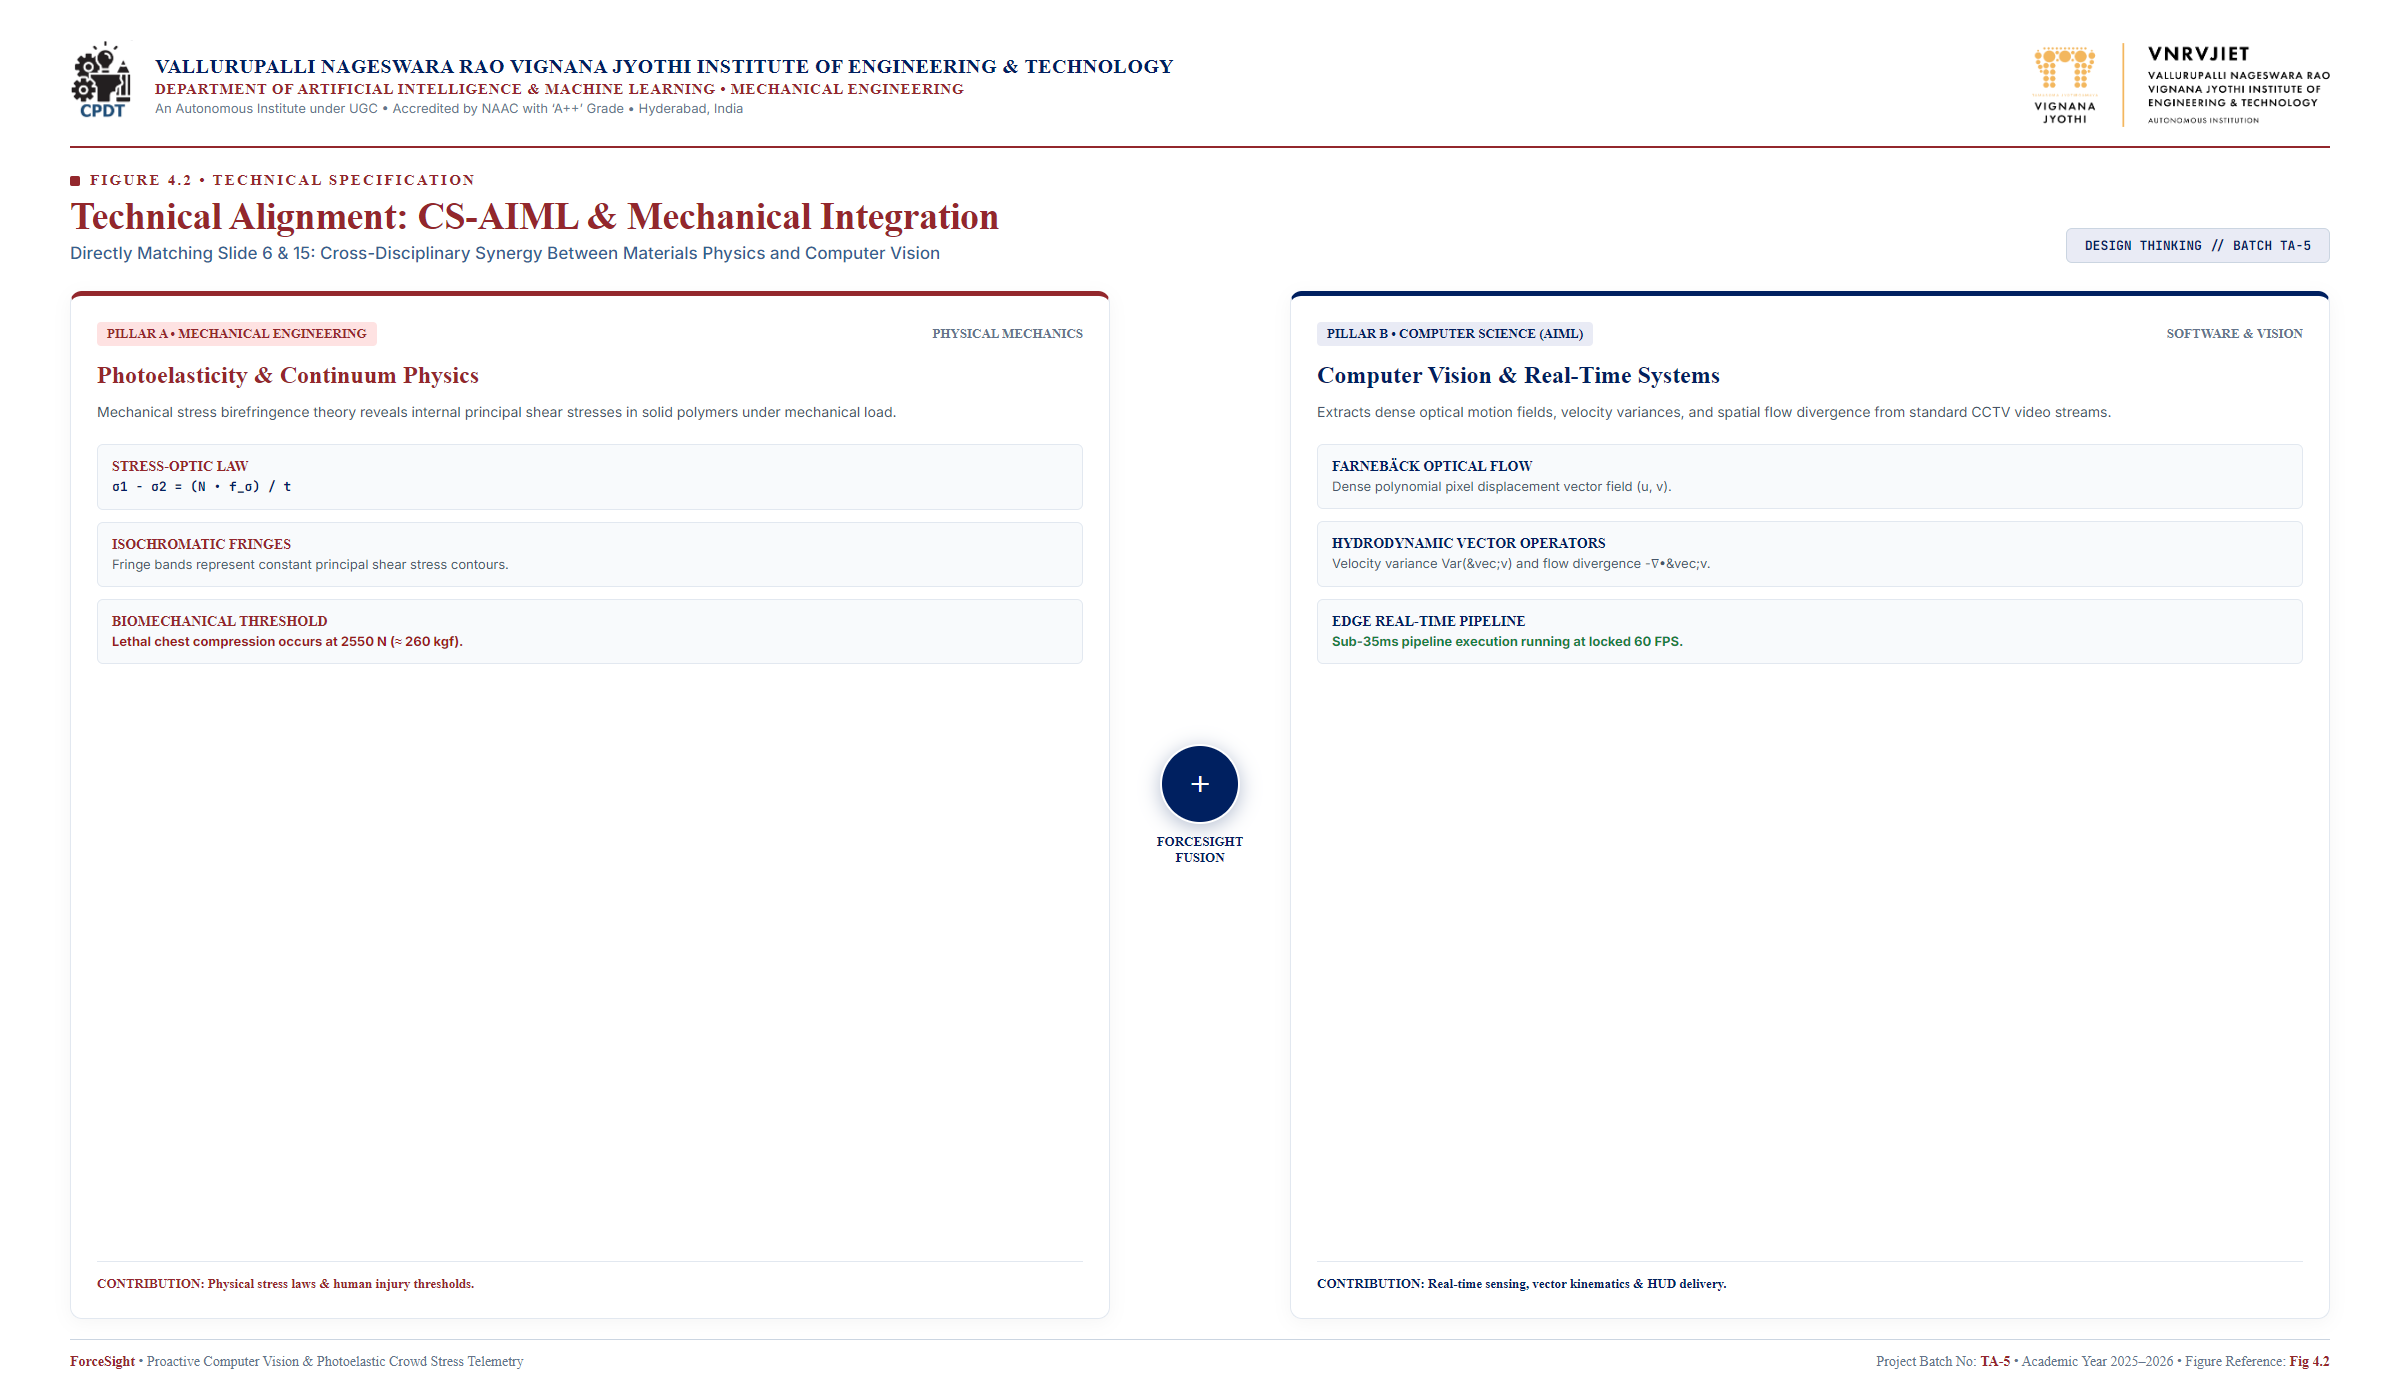 CPDT
VALLURUPALLI NAGESWARA RAO VIGNANA JYOTHI INSTITUTE OF ENGINEERING & TECHNOLOGY
DEPARTMENT OF ARTIFICIAL INTELLIGENCE & MACHINE LEARNING • MECHANICAL ENGINEERING
An Autonomous Institute under UGC • Accredited by NAAC with ‘A++’ Grade • Hyderabad, India
VIGNANA
JYOTHI
VNRVJIET
VALLURUPALLI NAGESWARA RAO
VIGNANA JYOTHI INSTITUTE OF
ENGINEERING & TECHNOLOGY
AUTONOMOUS INSTITUTION
FIGURE 4.2 • TECHNICAL SPECIFICATION
Technical Alignment: CS-AIML & Mechanical Integration
Directly Matching Slide 6 & 15: Cross-Disciplinary Synergy Between Materials Physics and Computer Vision
DESIGN THINKING // BATCH TA-5
PILLAR A • MECHANICAL ENGINEERING
PHYSICAL MECHANICS
Photoelasticity & Continuum Physics
Mechanical stress birefringence theory reveals internal principal shear stresses in solid polymers under mechanical load.
STRESS-OPTIC LAW
σ1 - σ2 = (N • f_σ) / t
ISOCHROMATIC FRINGES
Fringe bands represent constant principal shear stress contours.
BIOMECHANICAL THRESHOLD
Lethal chest compression occurs at 2550 N (≈ 260 kgf).
CONTRIBUTION: Physical stress laws & human injury thresholds.
+
FORCESIGHT
FUSION
PILLAR B • COMPUTER SCIENCE (AIML)
SOFTWARE & VISION
Computer Vision & Real-Time Systems
Extracts dense optical motion fields, velocity variances, and spatial flow divergence from standard CCTV video streams.
FARNEBÄCK OPTICAL FLOW
Dense polynomial pixel displacement vector field (u, v).
HYDRODYNAMIC VECTOR OPERATORS
Velocity variance Var(&vec;v) and flow divergence -∇•&vec;v.
EDGE REAL-TIME PIPELINE
Sub-35ms pipeline execution running at locked 60 FPS.
CONTRIBUTION: Real-time sensing, vector kinematics & HUD delivery.
ForceSight • Proactive Computer Vision & Photoelastic Crowd Stress Telemetry
Project Batch No: TA-5 • Academic Year 2025–2026 • Figure Reference: Fig 4.2